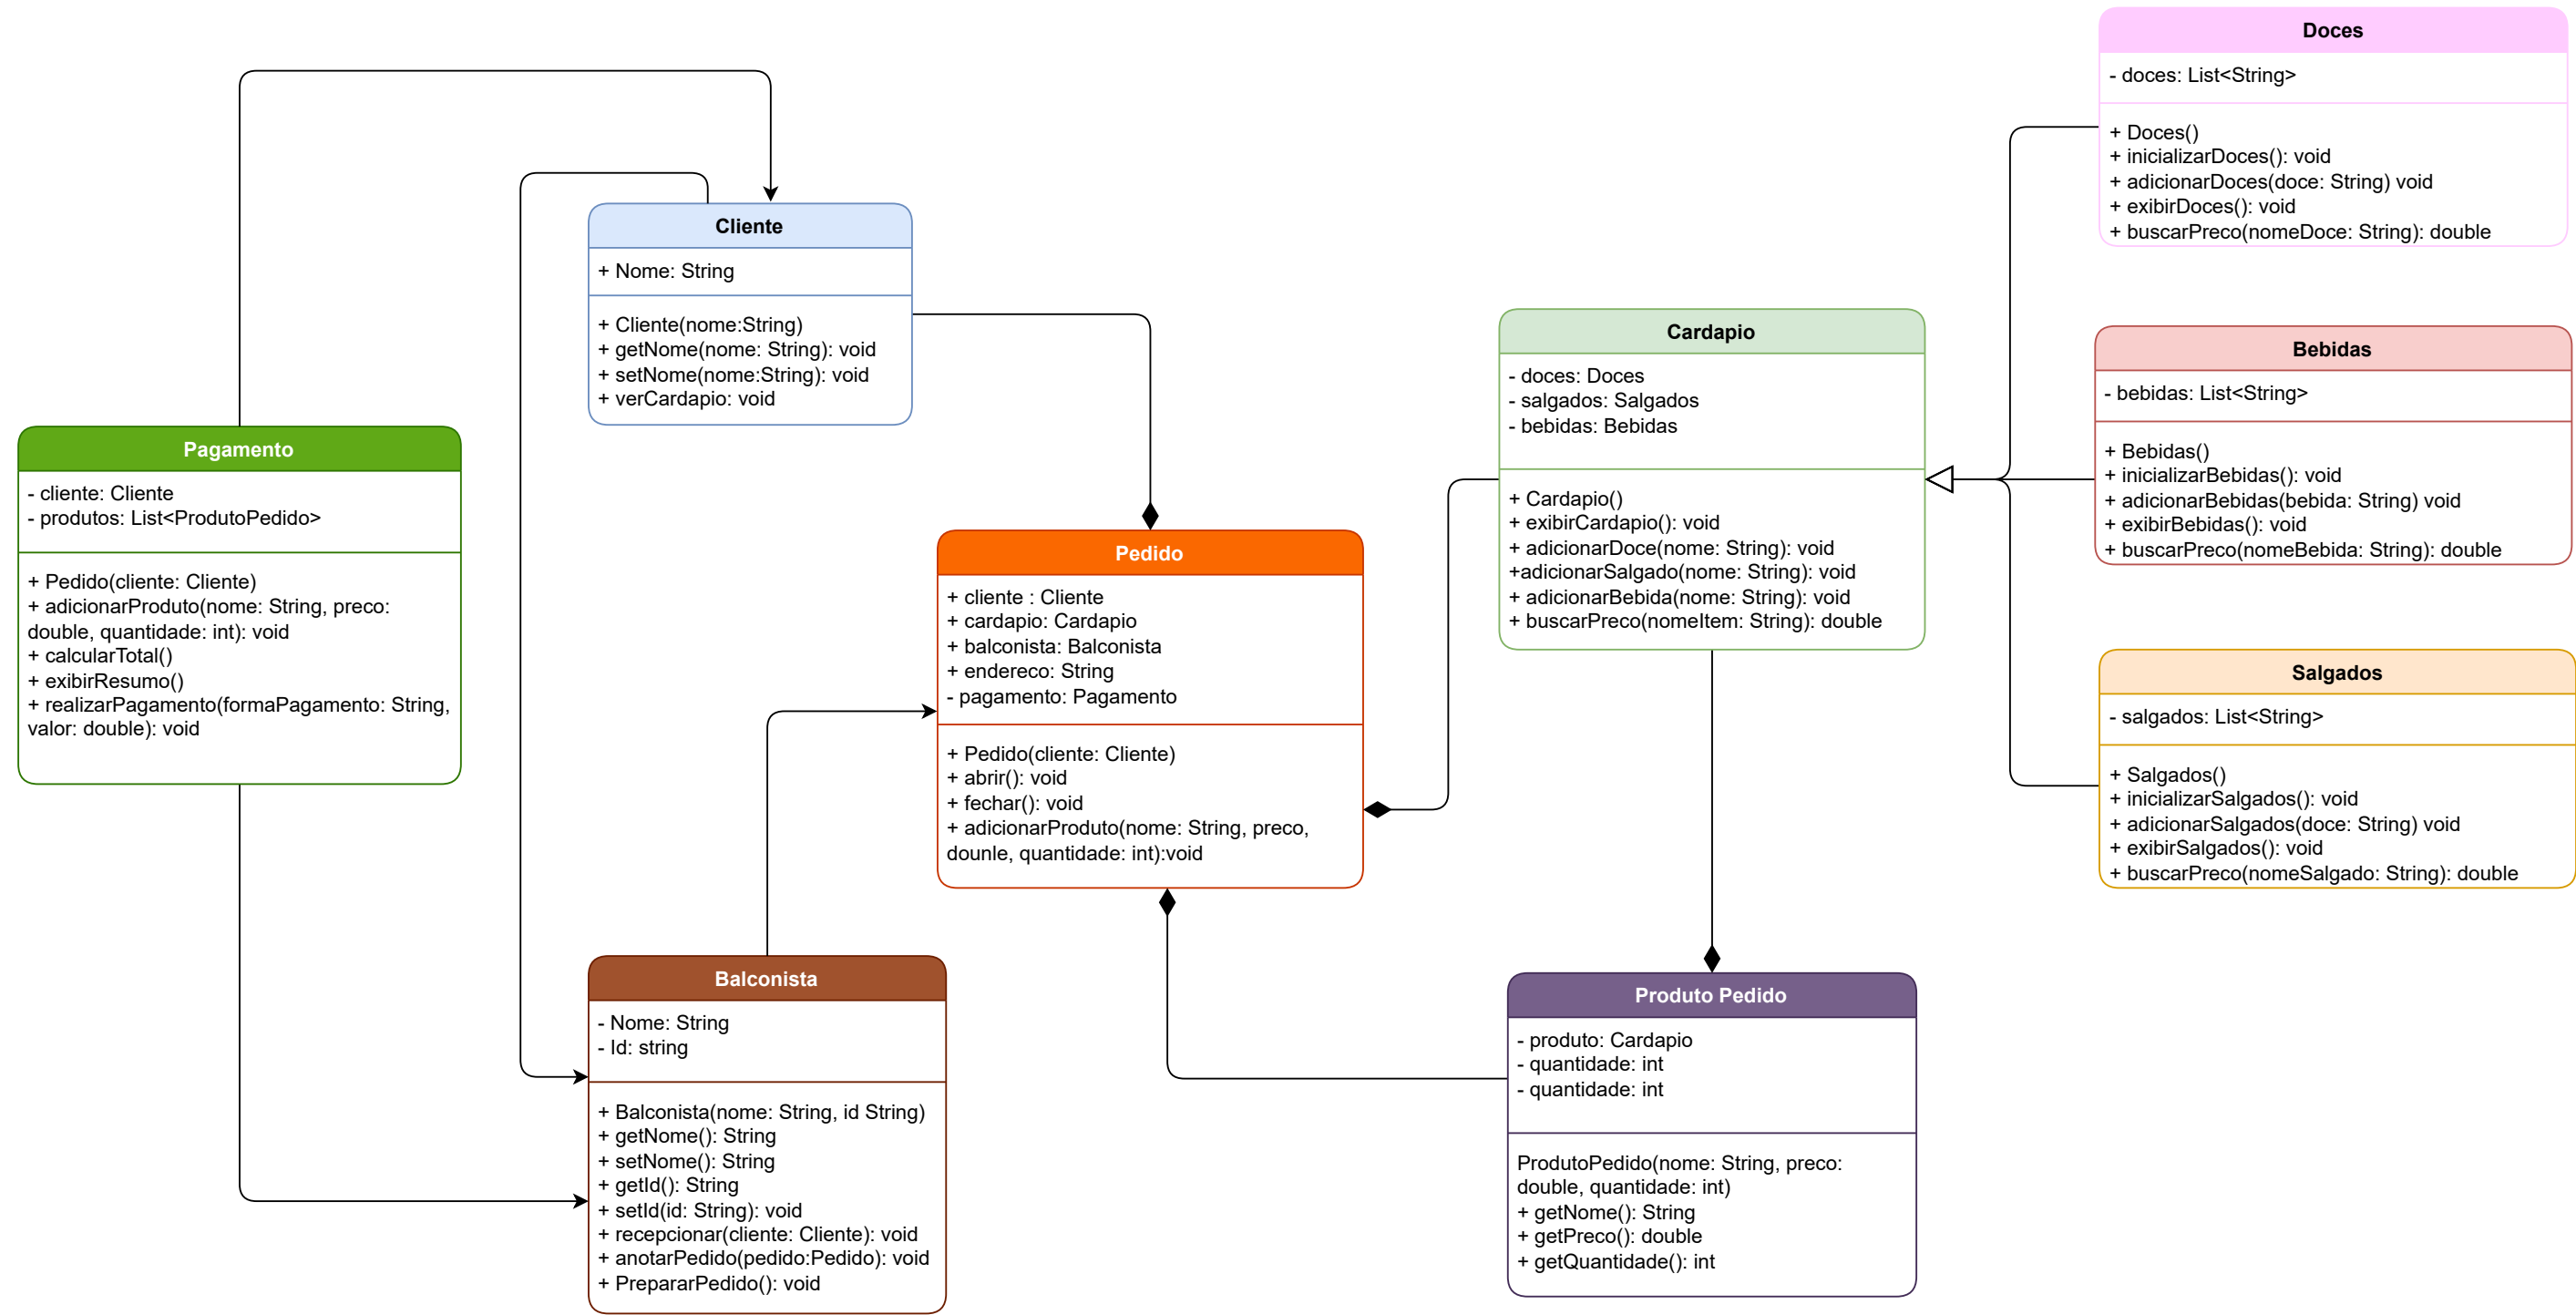 Doces
- doces: List<String>
+ Doces()
+ inicializarDoces(): void
+ adicionarDoces(doce: String) void
+ exibirDoces(): void
+ buscarPreco(nomeDoce: String): double
Cliente
+ Nome: String
+ Cliente(nome:String)
+ getNome(nome: String): void
+ setNome(nome:String): void
+ verCardapio: void
Cardapio
- doces: Doces
- salgados: Salgados
- bebidas: Bebidas
+ Cardapio()
+ exibirCardapio(): void
+ adicionarDoce(nome: String): void
+adicionarSalgado(nome: String): void
+ adicionarBebida(nome: String): void
+ buscarPreco(nomeItem: String): double
Bebidas
- bebidas: List<String>
+ Bebidas()
+ inicializarBebidas(): void
+ adicionarBebidas(bebida: String) void
+ exibirBebidas(): void
+ buscarPreco(nomeBebida: String): double
Pagamento
- cliente: Cliente
- produtos: List<ProdutoPedido>
+ Pedido(cliente: Cliente)
+ adicionarProduto(nome: String, preco:
double, quantidade: int): void
+ calcularTotal()
+ exibirResumo()
+ realizarPagamento(formaPagamento: String,
valor: double): void
Pedido
+ cliente : Cliente
+ cardapio: Cardapio
+ balconista: Balconista
+ endereco: String
- pagamento: Pagamento
+ Pedido(cliente: Cliente)
+ abrir(): void
+ fechar(): void
+ adicionarProduto(nome: String, preco,
dounle, quantidade: int):void
Salgados
- salgados: List<String>
+ Salgados()
+ inicializarSalgados(): void
+ adicionarSalgados(doce: String) void
+ exibirSalgados(): void
+ buscarPreco(nomeSalgado: String): double
Balconista
- Nome: String
- Id: string
+ Balconista(nome: String, id String)
+ getNome(): String
+ setNome(): String
+ getId(): String
+ setId(id: String): void
+ recepcionar(cliente: Cliente): void
+ anotarPedido(pedido:Pedido): void
+ PrepararPedido(): void
Produto Pedido
- produto: Cardapio
- quantidade: int
- quantidade: int
ProdutoPedido(nome: String, preco:
double, quantidade: int)
+ getNome(): String
+ getPreco(): double
+ getQuantidade(): int